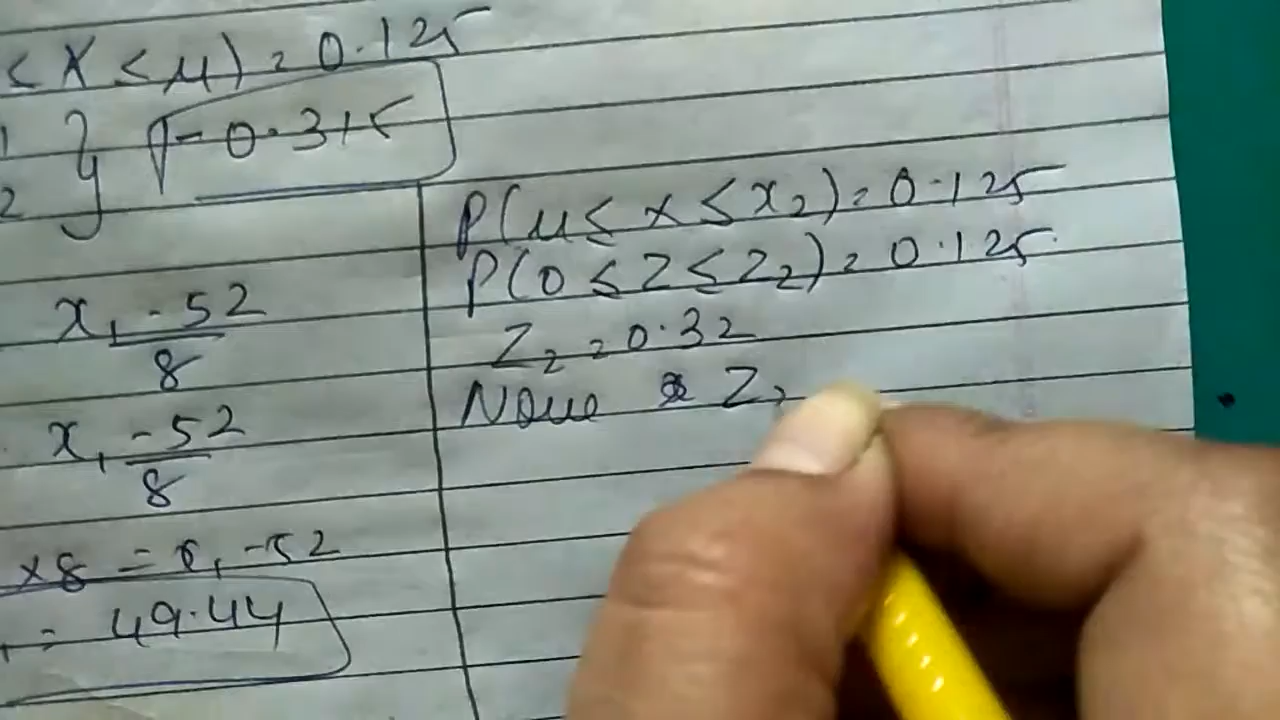 ≤ X ≤ μ) = 0.125
1
2 } -0.315
x₁ - 52
8
x₁ - 52
8
×8 = x₁ - 52
= 49.44
P(μ ≤ X ≤ x₂) = 0.125
P(0 ≤ Z ≤ Z₂) = 0.125
Z₂ = 0.32
Z₂